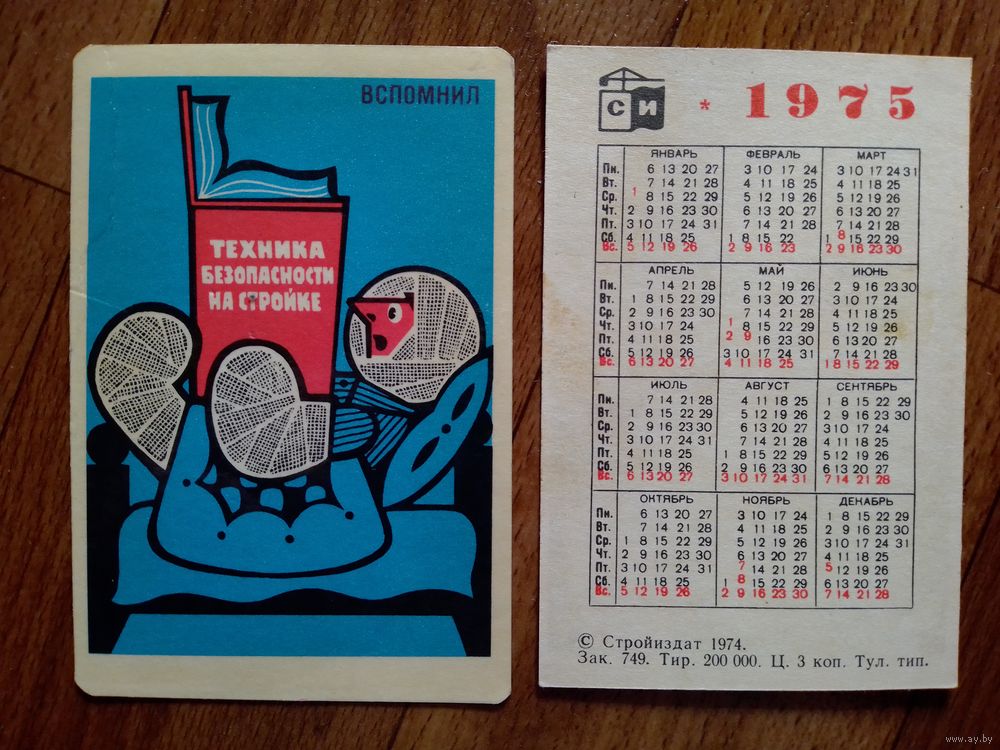 ВСПОМНИЛ
ТЕХНИКА
БЕЗОПАСНОСТИ
НА СТРОЙКЕ
СИ * 1975
ЯНВАРЬ ФЕВРАЛЬ МАРТ
Пн. 6 13 20 27 3 10 17 24 3 10 17 24 31
Вт. 7 14 21 28 4 11 18 25 4 11 18 25
Ср. 1 8 15 22 29 5 12 19 26 5 12 19 26
Чт. 2 9 16 23 30 6 13 20 27 6 13 20 27
Пт. 3 10 17 24 31 7 14 21 28 7 14 21 28
Сб. 4 11 18 25 1 8 15 22 1 8 15 22 29
Вс. 5 12 19 26 2 9 16 23 2 9 16 23 30
АПРЕЛЬ МАЙ ИЮНЬ
Пн. 7 14 21 28 5 12 19 26 2 9 16 23 30
Вт. 1 8 15 22 29 6 13 20 27 3 10 17 24
Ср. 2 9 16 23 30 7 14 21 28 4 11 18 25
Чт. 3 10 17 24 1 8 15 22 29 5 12 19 26
Пт. 4 11 18 25 2 9 16 23 30 6 13 20 27
Сб. 5 12 19 26 3 10 17 24 31 7 14 21 28
Вс. 6 13 20 27 4 11 18 25 1 8 15 22 29
ИЮЛЬ АВГУСТ СЕНТЯБРЬ
Пн. 7 14 21 28 4 11 18 25 1 8 15 22 29
Вт. 1 8 15 22 29 5 12 19 26 2 9 16 23 30
Ср. 2 9 16 23 30 6 13 20 27 3 10 17 24
Чт. 3 10 17 24 31 7 14 21 28 4 11 18 25
Пт. 4 11 18 25 1 8 15 22 29 5 12 19 26
Сб. 5 12 19 26 2 9 16 23 30 6 13 20 27
Вс. 6 13 20 27 3 10 17 24 31 7 14 21 28
ОКТЯБРЬ НОЯБРЬ ДЕКАБРЬ
Пн. 6 13 20 27 3 10 17 24 1 8 15 22 29
Вт. 7 14 21 28 4 11 18 25 2 9 16 23 30
Ср. 1 8 15 22 29 5 12 19 26 3 10 17 24 31
Чт. 2 9 16 23 30 6 13 20 27 4 11 18 25
Пт. 3 10 17 24 31 7 14 21 28 5 12 19 26
Сб. 4 11 18 25 1 8 15 22 29 6 13 20 27
Вс. 5 12 19 26 2 9 16 23 30 7 14 21 28
© Стройиздат 1974.
Зак. 749. Тир. 200 000. Ц. 3 коп. Тул. тип.
www.ay.by